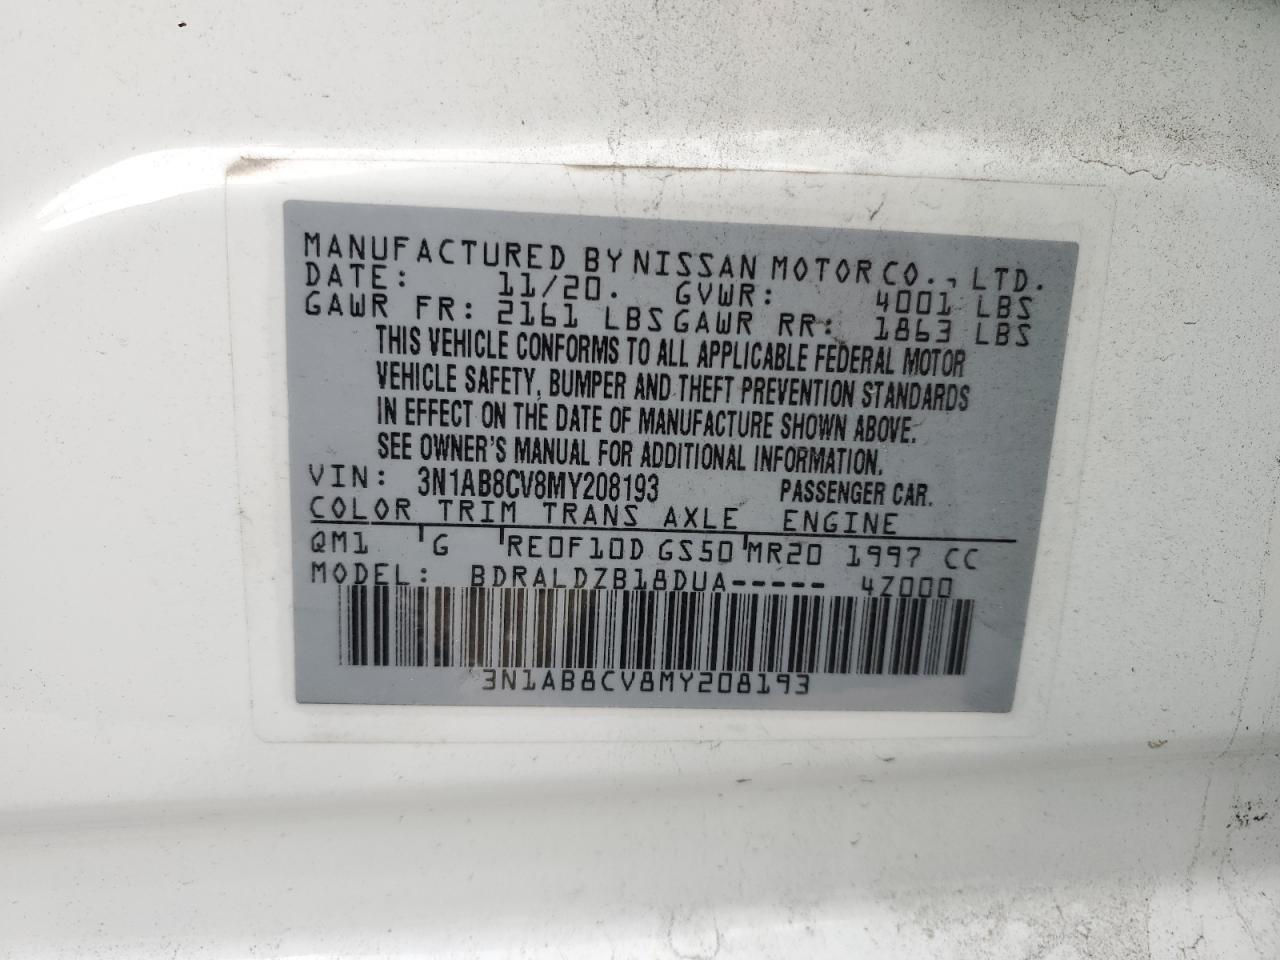 MANUFACTURED BY NISSAN MOTOR CO., LTD.
DATE: 11/20. GVWR: 4001 LBS
GAWR FR: 2161 LBS GAWR RR: 1863 LBS
THIS VEHICLE CONFORMS TO ALL APPLICABLE FEDERAL MOTOR
VEHICLE SAFETY, BUMPER AND THEFT PREVENTION STANDARDS
IN EFFECT ON THE DATE OF MANUFACTURE SHOWN ABOVE.
SEE OWNER'S MANUAL FOR ADDITIONAL INFORMATION.
VIN: 3N1AB8CV8MY208193 PASSENGER CAR.
COLOR TRIM TRANS AXLE ENGINE
QM1 G RE0F10D GS50 MR20 1997 CC
MODEL: BDRALDZB18DUA----- 4Z000
3N1AB8CV8MY208193